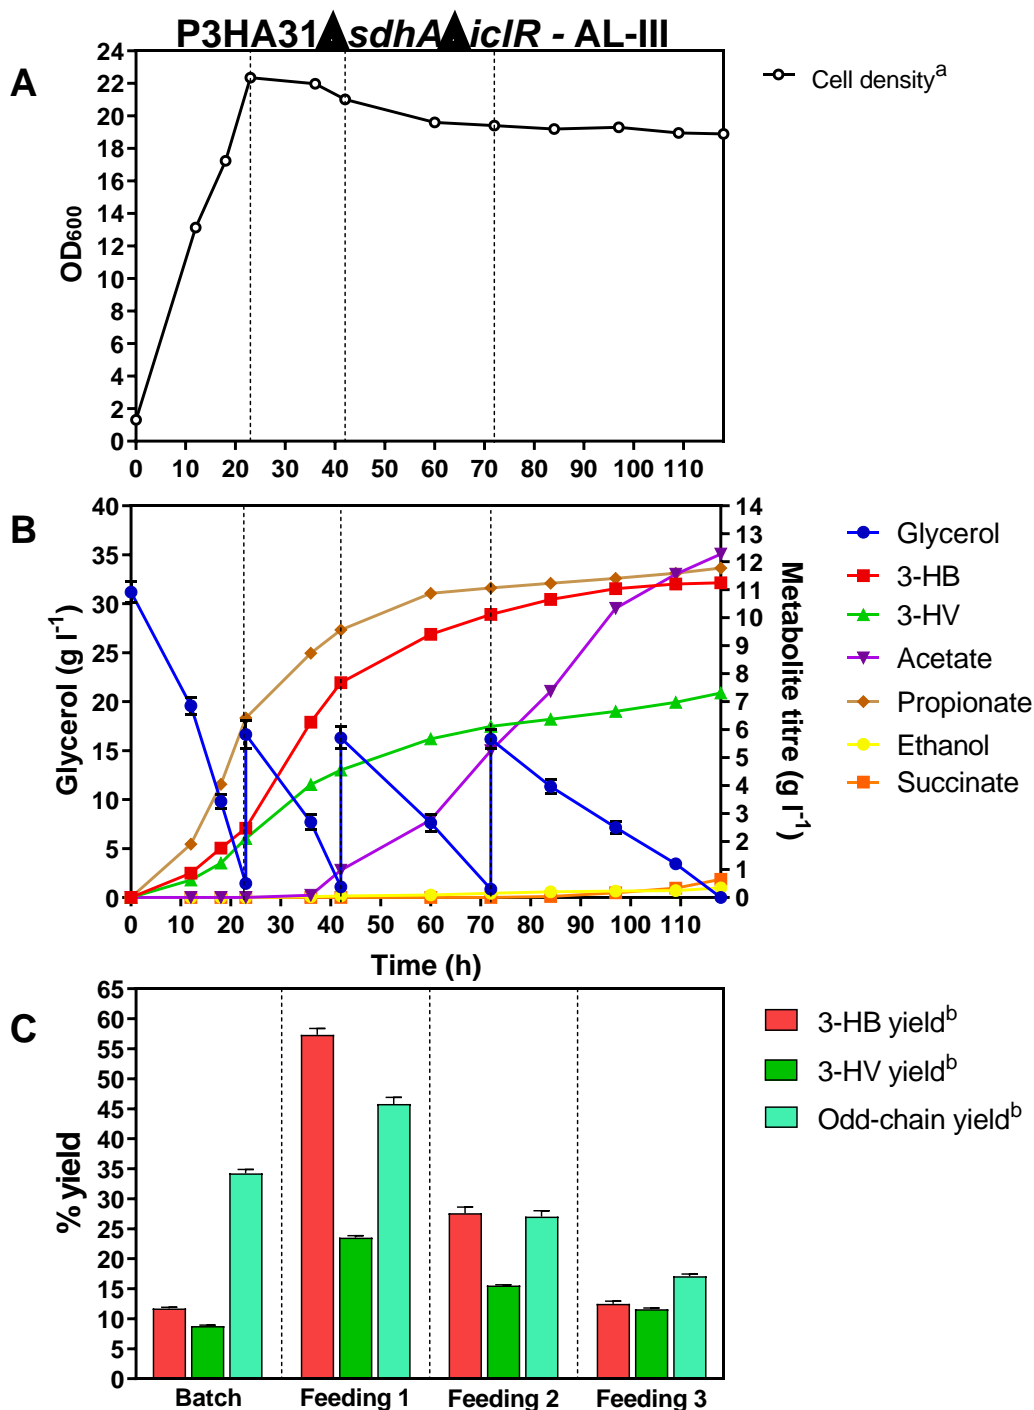 P3HA31▲sdhA▲iclR - AL-III
A
24
22
20
18
16
14
12
10
8
6
4
2
0
OD600
0 10 20 30 40 50 60 70 80 90 100 110
Cell density^a
B
40
35
30
25
20
15
10
5
0
Glycerol (g l^-1)
14
13
12
11
10
9
8
7
6
5
4
3
2
1
0
Metabolite titre (g l^-1)
0 10 20 30 40 50 60 70 80 90 100 110
Time (h)
Glycerol
3-HB
3-HV
Acetate
Propionate
Ethanol
Succinate
C
65
60
55
50
45
40
35
30
25
20
15
10
5
0
% yield
Batch Feeding 1 Feeding 2 Feeding 3
3-HB yield^b
3-HV yield^b
Odd-chain yield^b